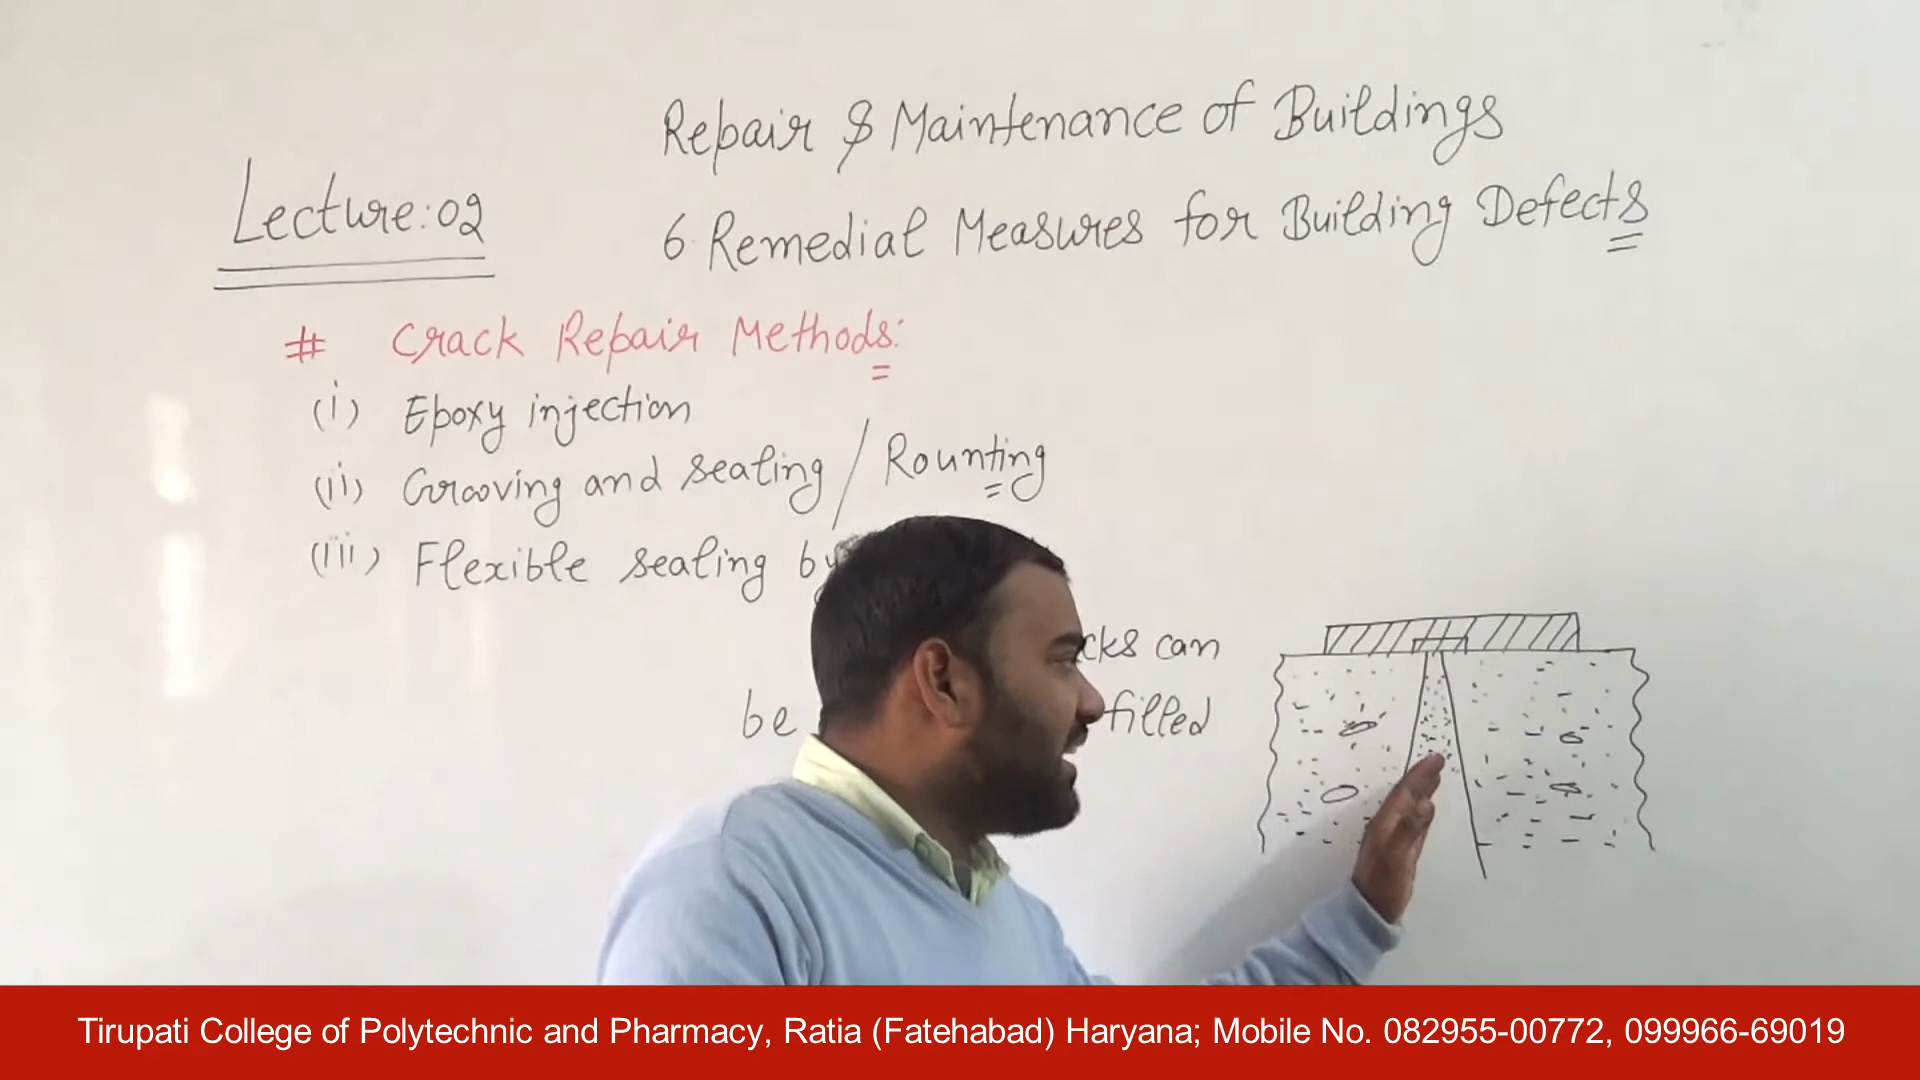 Repair & Maintenance of Buildings
Lecture:02
6. Remedial Measures for Building Defects
# Crack Repair Methods:
(i) Epoxy injection
(ii) Grooving and sealing / Rounting
(iii) Flexible sealing by
can
be filled
Tirupati College of Polytechnic and Pharmacy, Ratia (Fatehabad) Haryana; Mobile No. 082955-00772, 099966-69019